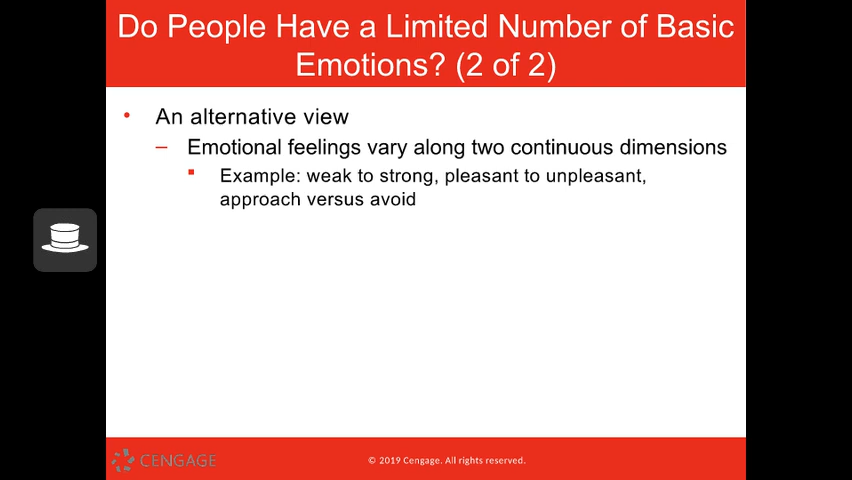 Do People Have a Limited Number of Basic
Emotions? (2 of 2)
• An alternative view
– Emotional feelings vary along two continuous dimensions
▪ Example: weak to strong, pleasant to unpleasant,
approach versus avoid
CENGAGE
© 2019 Cengage. All rights reserved.